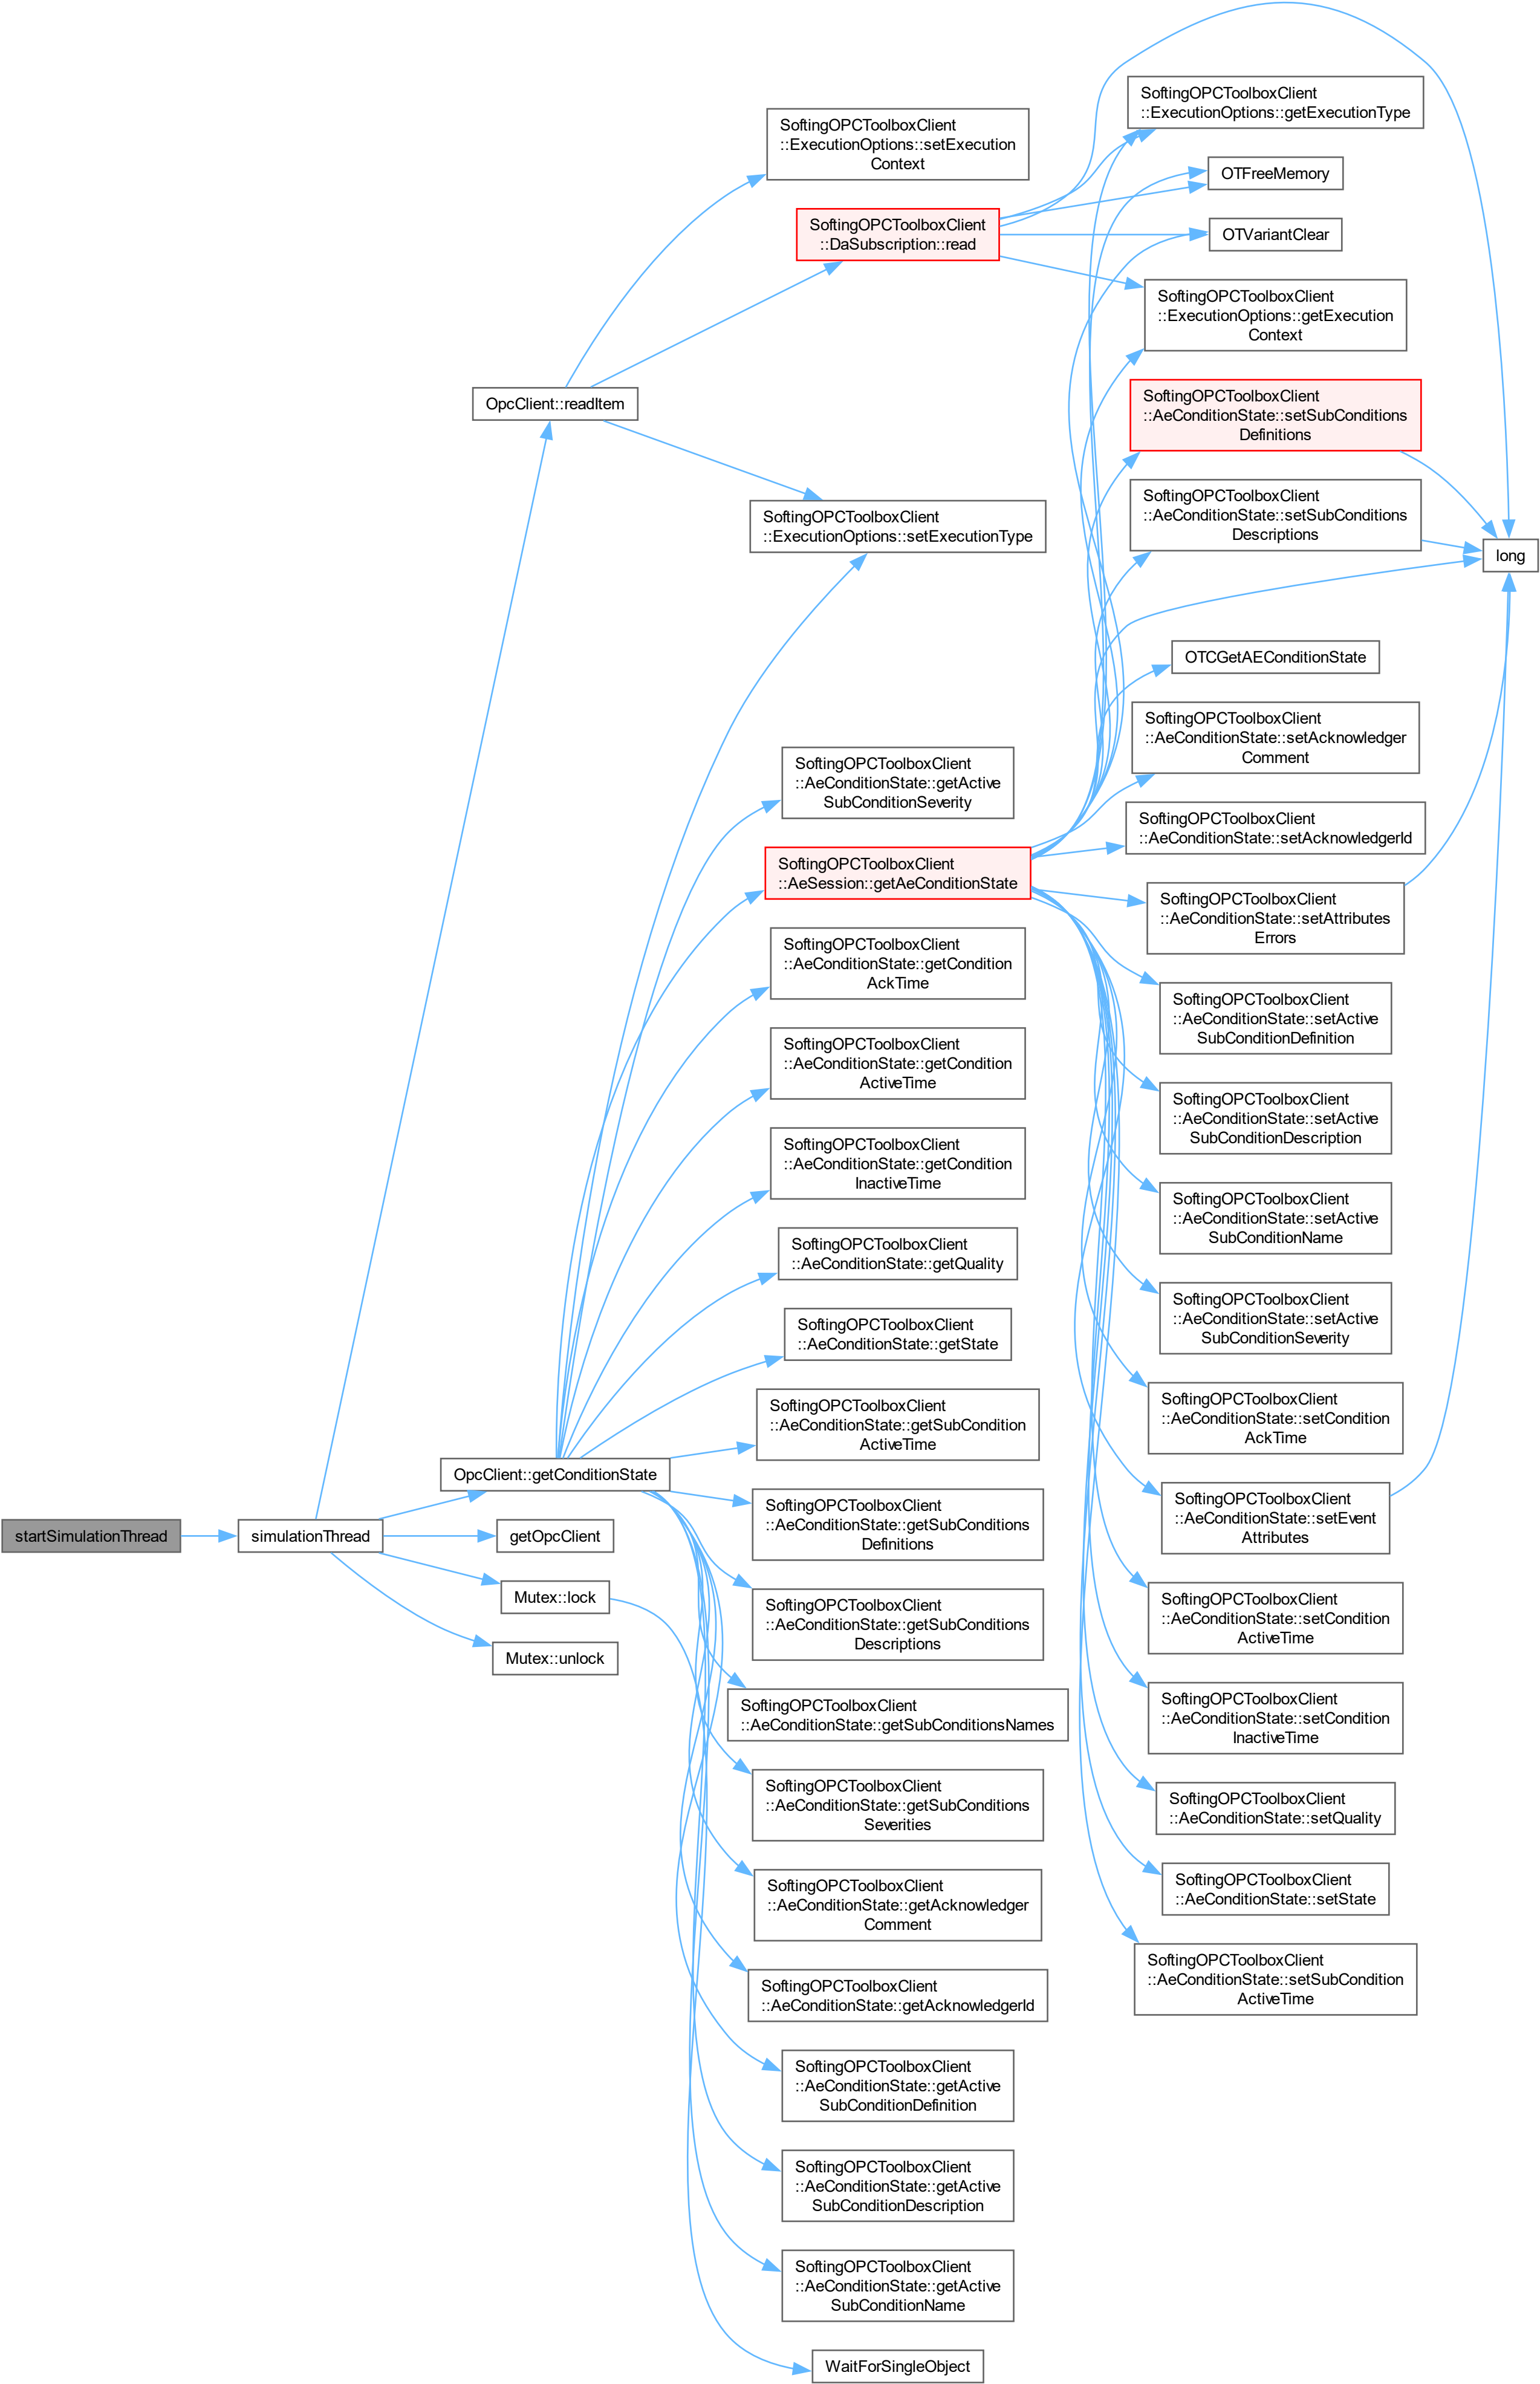 startSimulationThread
simulationThread
OpcClient::readItem
OpcClient::getConditionState
getOpcClient
Mutex::lock
Mutex::unlock
SoftingOPCToolboxClient
::ExecutionOptions::setExecution
Context
SoftingOPCToolboxClient
::DaSubscription::read
SoftingOPCToolboxClient
::ExecutionOptions::setExecutionType
SoftingOPCToolboxClient
::AeConditionState::getActive
SubConditionSeverity
SoftingOPCToolboxClient
::AeSession::getAeConditionState
SoftingOPCToolboxClient
::AeConditionState::getCondition
AckTime
SoftingOPCToolboxClient
::AeConditionState::getCondition
ActiveTime
SoftingOPCToolboxClient
::AeConditionState::getCondition
InactiveTime
SoftingOPCToolboxClient
::AeConditionState::getQuality
SoftingOPCToolboxClient
::AeConditionState::getState
SoftingOPCToolboxClient
::AeConditionState::getSubCondition
ActiveTime
SoftingOPCToolboxClient
::AeConditionState::getSubConditions
Definitions
SoftingOPCToolboxClient
::AeConditionState::getSubConditions
Descriptions
SoftingOPCToolboxClient
::AeConditionState::getSubConditionsNames
SoftingOPCToolboxClient
::AeConditionState::getSubConditions
Severities
SoftingOPCToolboxClient
::AeConditionState::getAcknowledger
Comment
SoftingOPCToolboxClient
::AeConditionState::getAcknowledgerId
SoftingOPCToolboxClient
::AeConditionState::getActive
SubConditionDefinition
SoftingOPCToolboxClient
::AeConditionState::getActive
SubConditionDescription
SoftingOPCToolboxClient
::AeConditionState::getActive
SubConditionName
WaitForSingleObject
SoftingOPCToolboxClient
::ExecutionOptions::getExecutionType
OTFreeMemory
OTVariantClear
SoftingOPCToolboxClient
::ExecutionOptions::getExecution
Context
SoftingOPCToolboxClient
::AeConditionState::setSubConditions
Definitions
SoftingOPCToolboxClient
::AeConditionState::setSubConditions
Descriptions
long
OTCGetAEConditionState
SoftingOPCToolboxClient
::AeConditionState::setAcknowledger
Comment
SoftingOPCToolboxClient
::AeConditionState::setAcknowledgerId
SoftingOPCToolboxClient
::AeConditionState::setAttributes
Errors
SoftingOPCToolboxClient
::AeConditionState::setActive
SubConditionDefinition
SoftingOPCToolboxClient
::AeConditionState::setActive
SubConditionDescription
SoftingOPCToolboxClient
::AeConditionState::setActive
SubConditionName
SoftingOPCToolboxClient
::AeConditionState::setActive
SubConditionSeverity
SoftingOPCToolboxClient
::AeConditionState::setCondition
AckTime
SoftingOPCToolboxClient
::AeConditionState::setEvent
Attributes
SoftingOPCToolboxClient
::AeConditionState::setCondition
ActiveTime
SoftingOPCToolboxClient
::AeConditionState::setCondition
InactiveTime
SoftingOPCToolboxClient
::AeConditionState::setQuality
SoftingOPCToolboxClient
::AeConditionState::setState
SoftingOPCToolboxClient
::AeConditionState::setSubCondition
ActiveTime